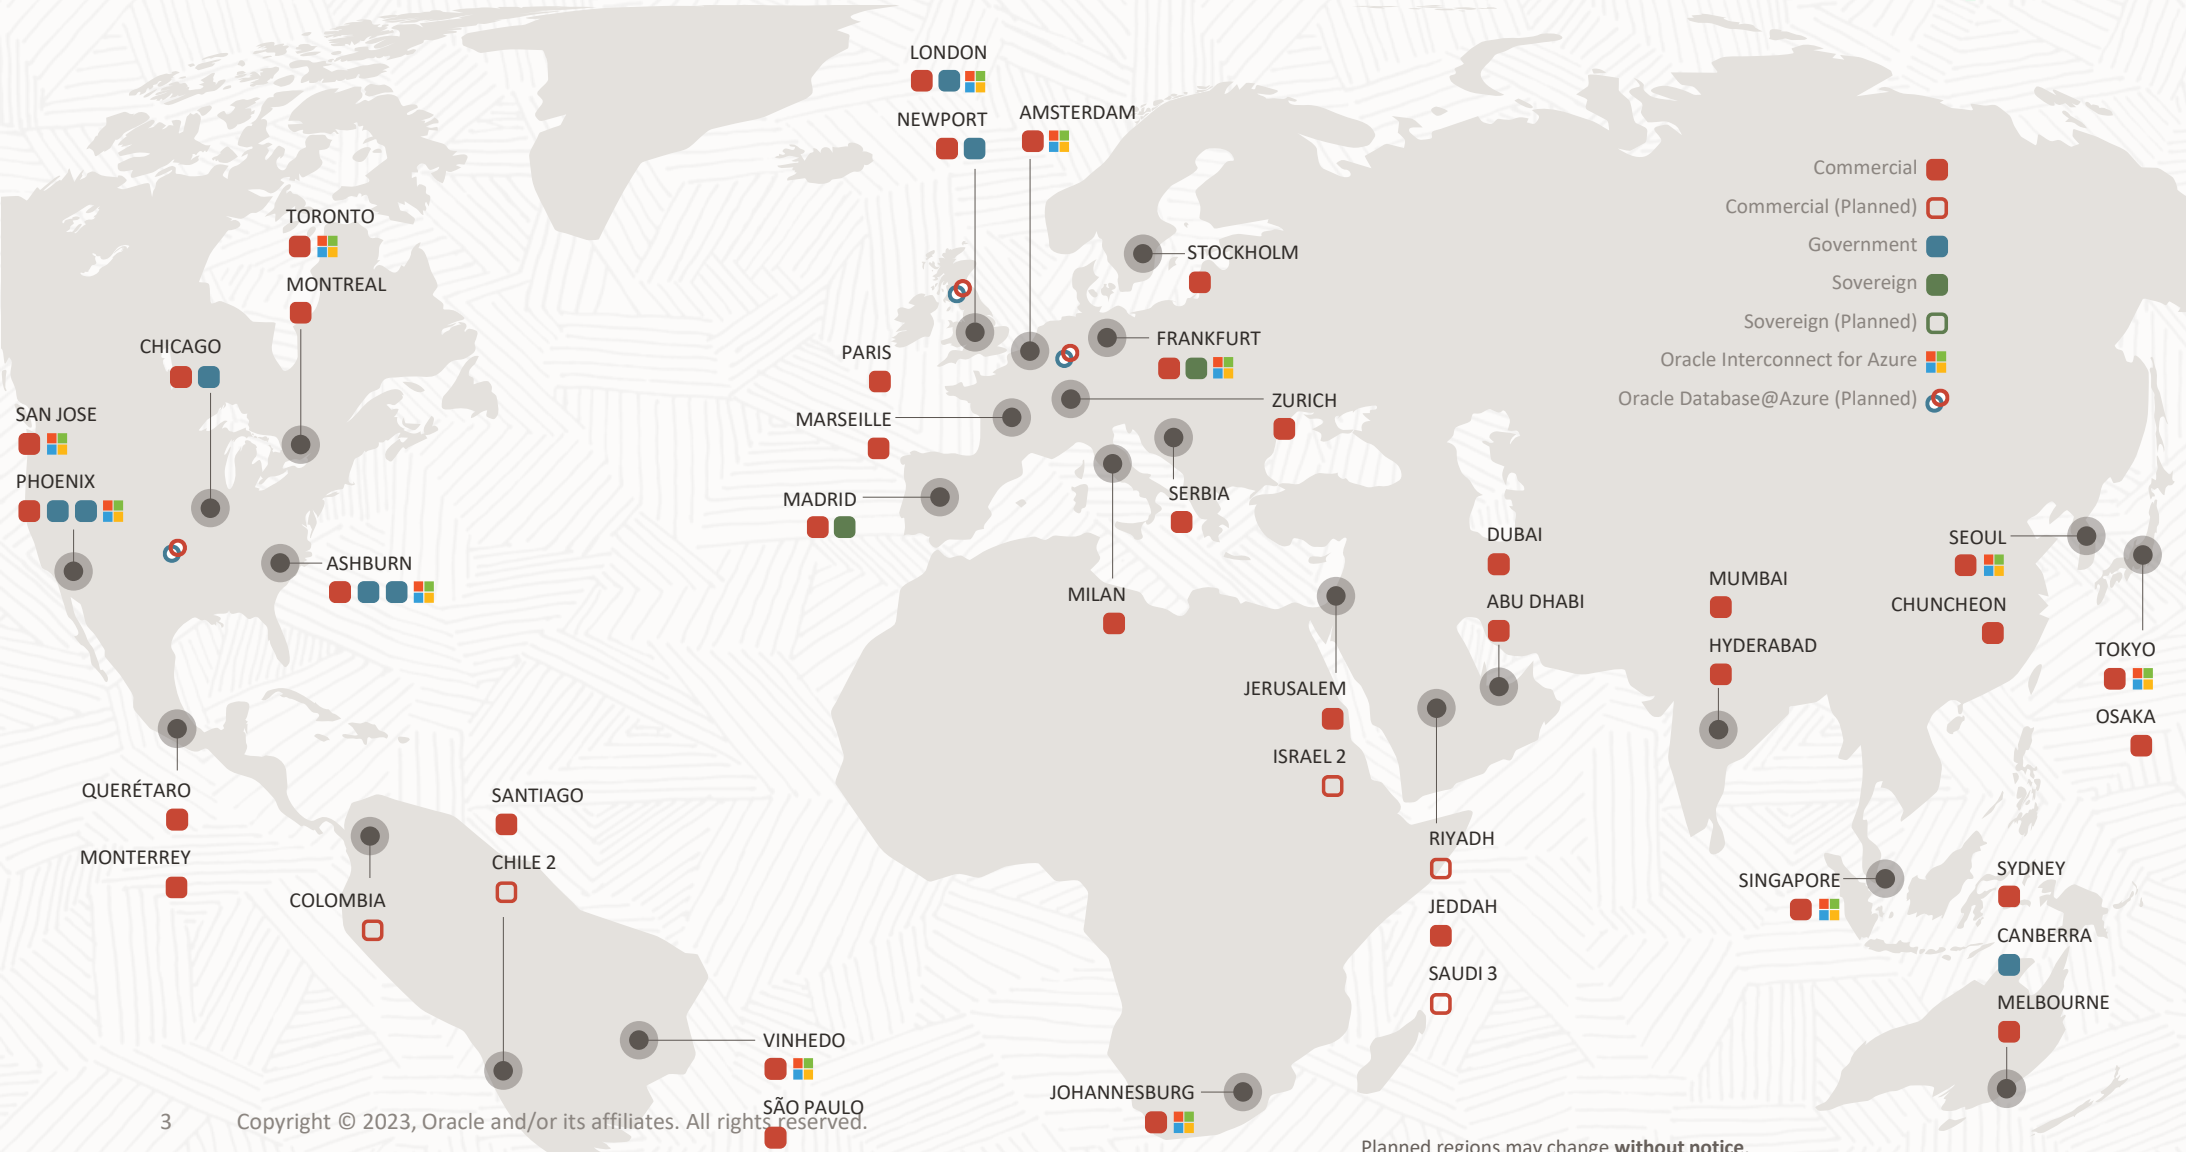 LONDON
NEWPORT
AMSTERDAM
Commercial
Commercial (Planned)
Government
Sovereign
Sovereign (Planned)
Oracle Interconnect for Azure
Oracle Database@Azure (Planned)
TORONTO
MONTREAL
CHICAGO
SAN JOSE
PHOENIX
ASHBURN
STOCKHOLM
FRANKFURT
PARIS
MARSEILLE
ZURICH
MADRID
SERBIA
MILAN
DUBAI
ABU DHABI
JERUSALEM
ISRAEL 2
MUMBAI
HYDERABAD
SEOUL
CHUNCHEON
TOKYO
OSAKA
QUERÉTARO
MONTERREY
COLOMBIA
SANTIAGO
CHILE 2
RIYADH
JEDDAH
SAUDI 3
SINGAPORE
SYDNEY
CANBERRA
MELBOURNE
VINHEDO
SÃO PAULO
JOHANNESBURG
3 Copyright © 2023, Oracle and/or its affiliates. All rights reserved.
Planned regions may change without notice.